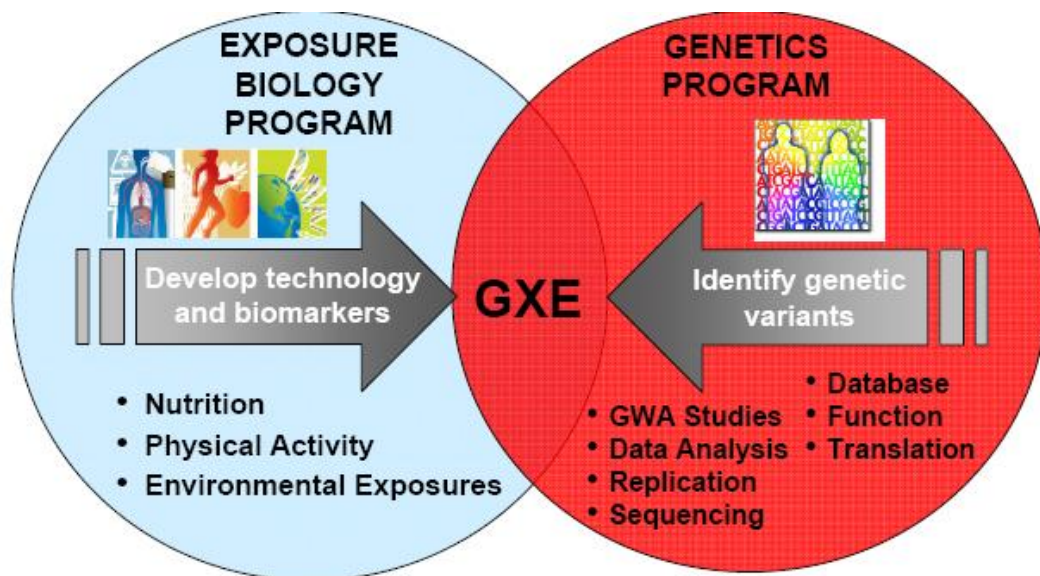 EXPOSURE
BIOLOGY
PROGRAM
Develop technology
and biomarkers
• Nutrition
• Physical Activity
• Environmental Exposures
GXE
GENETICS
PROGRAM
Identify genetic
variants
• GWA Studies
• Data Analysis
• Replication
• Sequencing
• Database
• Function
• Translation